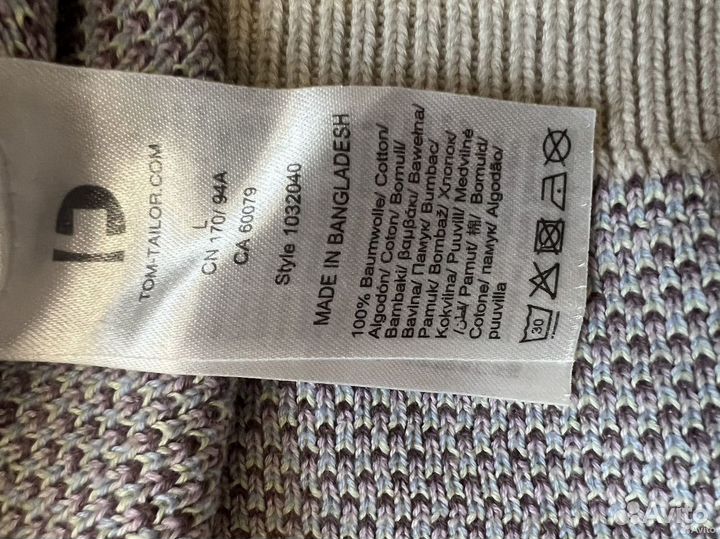 TOM-TAILOR.COM
L
CN 170/ 94A
CA 60079
Style 1032040
MADE IN BANGLADESH
100% Baumwolle/ Cotton/
Algodón/ Coton/ Bomull/
Bambaki/ βαμβάκι/ Bawełna/
Bavlna/ Памук/ Bumbac/
Pamuk/ Bombaž/ Хлопок/
Kokvilna/ Puuvill/ Medvilnė
/قطن/ Pamut/ 棉/ Bomuld/
Cotone/ памук/ Algodão/
puuvilla
30
Avito
Avito